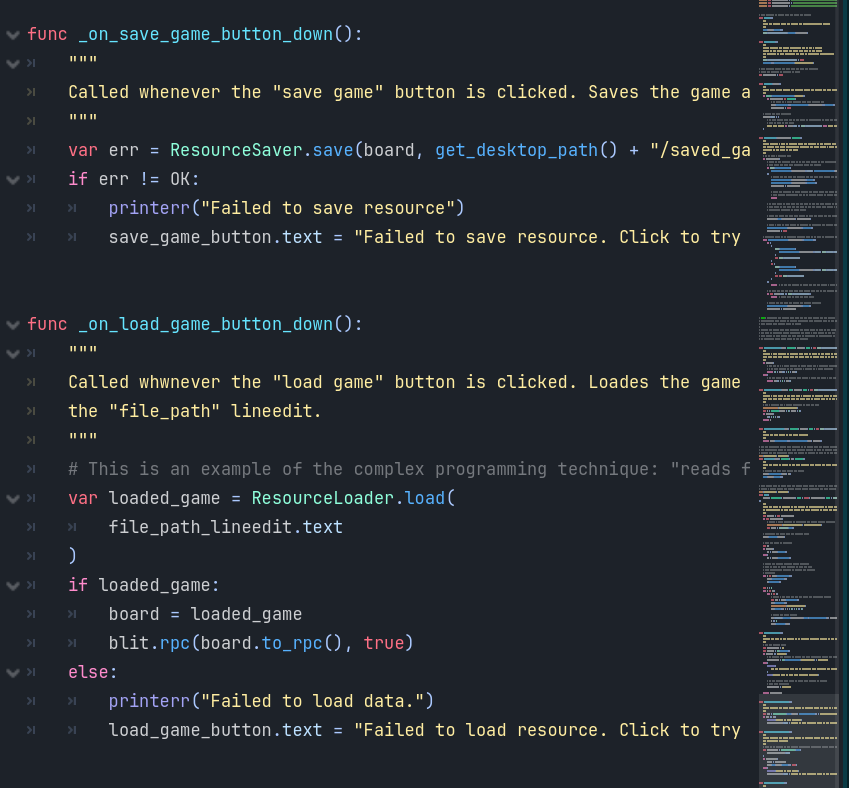 func _on_save_game_button_down():
"""
Called whenever the "save game" button is clicked. Saves the game a
"""
var err = ResourceSaver.save(board, get_desktop_path() + "/saved_ga
if err != OK:
printerr("Failed to save resource")
save_game_button.text = "Failed to save resource. Click to try
func _on_load_game_button_down():
"""
Called whwnever the "load game" button is clicked. Loades the game
the "file_path" lineedit.
"""
# This is an example of the complex programming technique: "reads f
var loaded_game = ResourceLoader.load(
file_path_lineedit.text
)
if loaded_game:
board = loaded_game
blit.rpc(board.to_rpc(), true)
else:
printerr("Failed to load data.")
load_game_button.text = "Failed to load resource. Click to try